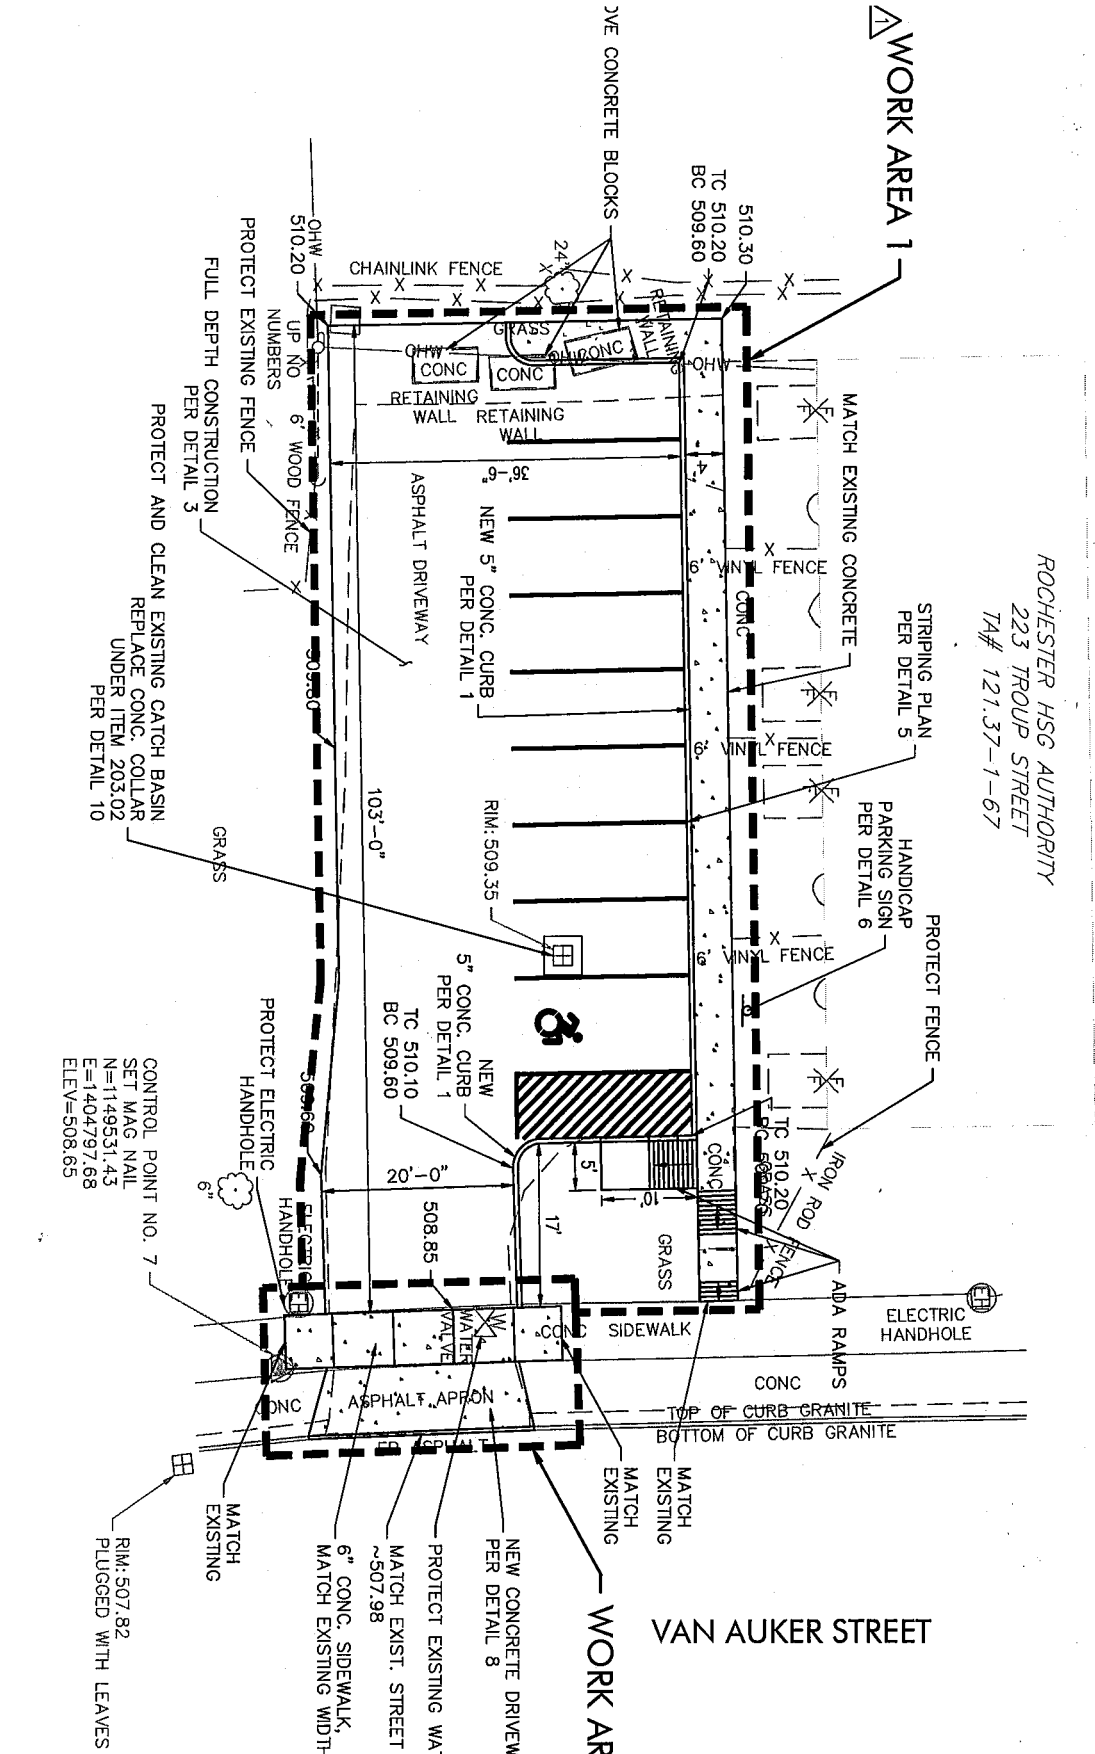 WORK AREA 1
1
OVE CONCRETE BLOCKS
510.30
TC 510.20
BC 509.60
CHAINLINK FENCE
24"
OHW
510.20
GRASS
RETAINING
WALL
CONC
CONC
CONC
OHW
OHW
RETAINING
WALL
RETAINING
WALL
UP NO
NUMBERS
6' WOOD FENCE
PROTECT EXISTING FENCE
FULL DEPTH CONSTRUCTION
PER DETAIL 3
PROTECT AND CLEAN EXISTING CATCH BASIN
REPLACE CONC. COLLAR
UNDER ITEM 203.02
PER DETAIL 10
36'-6"
4'
ASPHALT DRIVEWAY
NEW 5" CONC. CURB
PER DETAIL 1
MATCH EXISTING CONCRETE
6' VINYL FENCE
CONC
6' VINYL FENCE
6' VINYL FENCE
STRIPING PLAN
PER DETAIL 5
HANDICAP
PARKING SIGN
PER DETAIL 6
PROTECT FENCE
ROCHESTER HSG AUTHORITY
223 TROUP STREET
TA# 121.37-1-67
509.80
103'-0"
RIM: 509.35
GRASS
NEW
5" CONC. CURB
PER DETAIL 1
TC 510.10
BC 509.60
TC 510.20
IRON ROD FENCE
CONC
5'
10'
17'
20'-0"
GRASS
508.85
PROTECT ELECTRIC
HANDHOLE
6"
ELECTRIC
HANDHOLE
EH
CONTROL POINT NO. 7
SET MAG NAIL
N=1149531.43
E=1404797.68
ELEV=508.65
EH
ELECTRIC
HANDHOLE
ADA RAMPS
CONC
SIDEWALK
WATER
VALVE
W
CONC
TOP OF CURB GRANITE
BOTTOM OF CURB GRANITE
ASPHALT APRON
ASPHALT
MATCH
EXISTING
MATCH
EXISTING
MATCH
EXISTING
RIM: 507.82
PLUGGED WITH LEAVES
6" CONC. SIDEWALK,
MATCH EXISTING WIDTH
MATCH EXIST. STREET
~507.98
PROTECT EXISTING WAT
NEW CONCRETE DRIVEW
PER DETAIL 8
WORK AR
VAN AUKER STREET